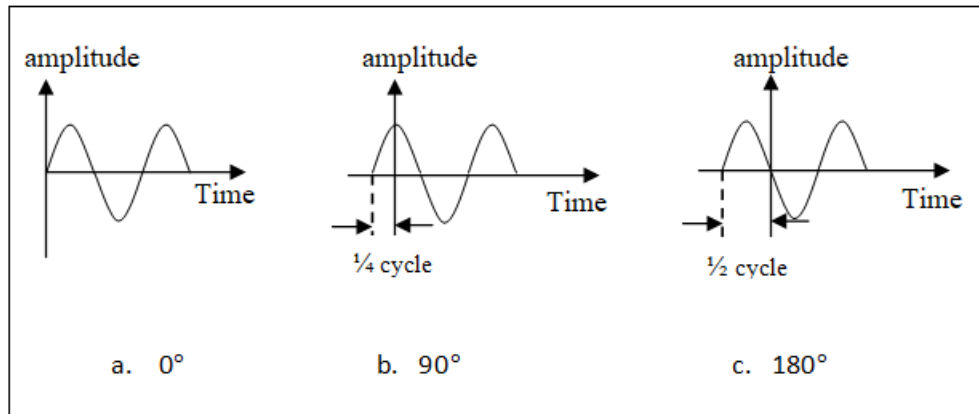 amplitude
Time
amplitude
Time
¼ cycle
amplitude
Time
½ cycle
a. 0°
b. 90°
c. 180°